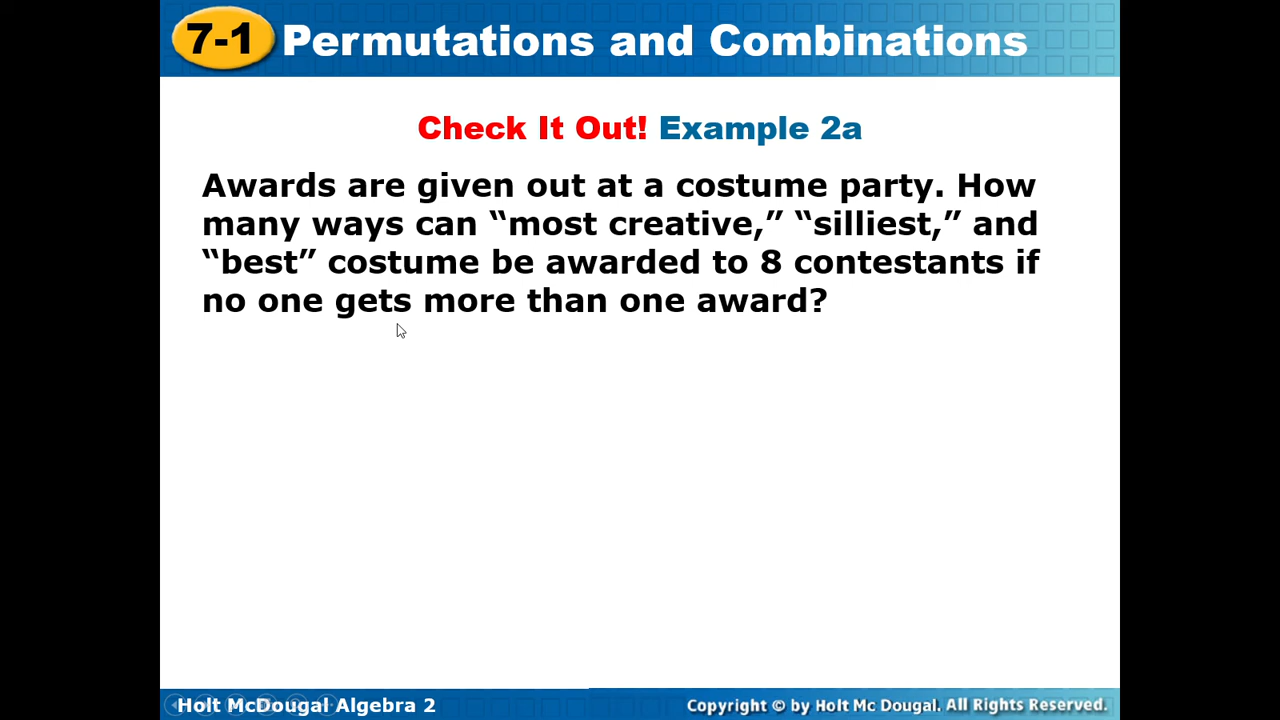 7-1 Permutations and Combinations
Check It Out! Example 2a
Awards are given out at a costume party. How
many ways can “most creative,” “silliest,” and
“best” costume be awarded to 8 contestants if
no one gets more than one award?
Holt McDougal Algebra 2
Copyright © by Holt Mc Dougal. All Rights Reserved.